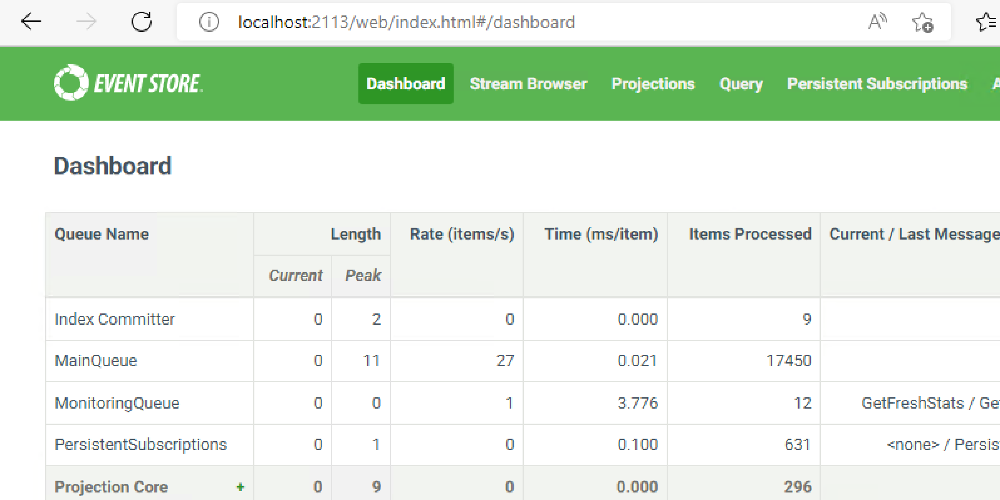 localhost:2113/web/index.html#/dashboard
EVENT STORE
Dashboard Stream Browser Projections Query Persistent Subscriptions
Dashboard
Queue Name Length Rate (items/s) Time (ms/item) Items Processed Current / Last Message
Current Peak
Index Committer 0 2 0 0.000 9
MainQueue 0 11 27 0.021 17450
MonitoringQueue 0 0 1 3.776 12 GetFreshStats / Ge
PersistentSubscriptions 0 1 0 0.100 631 <none> / Persis
Projection Core + 0 9 0 0.000 296